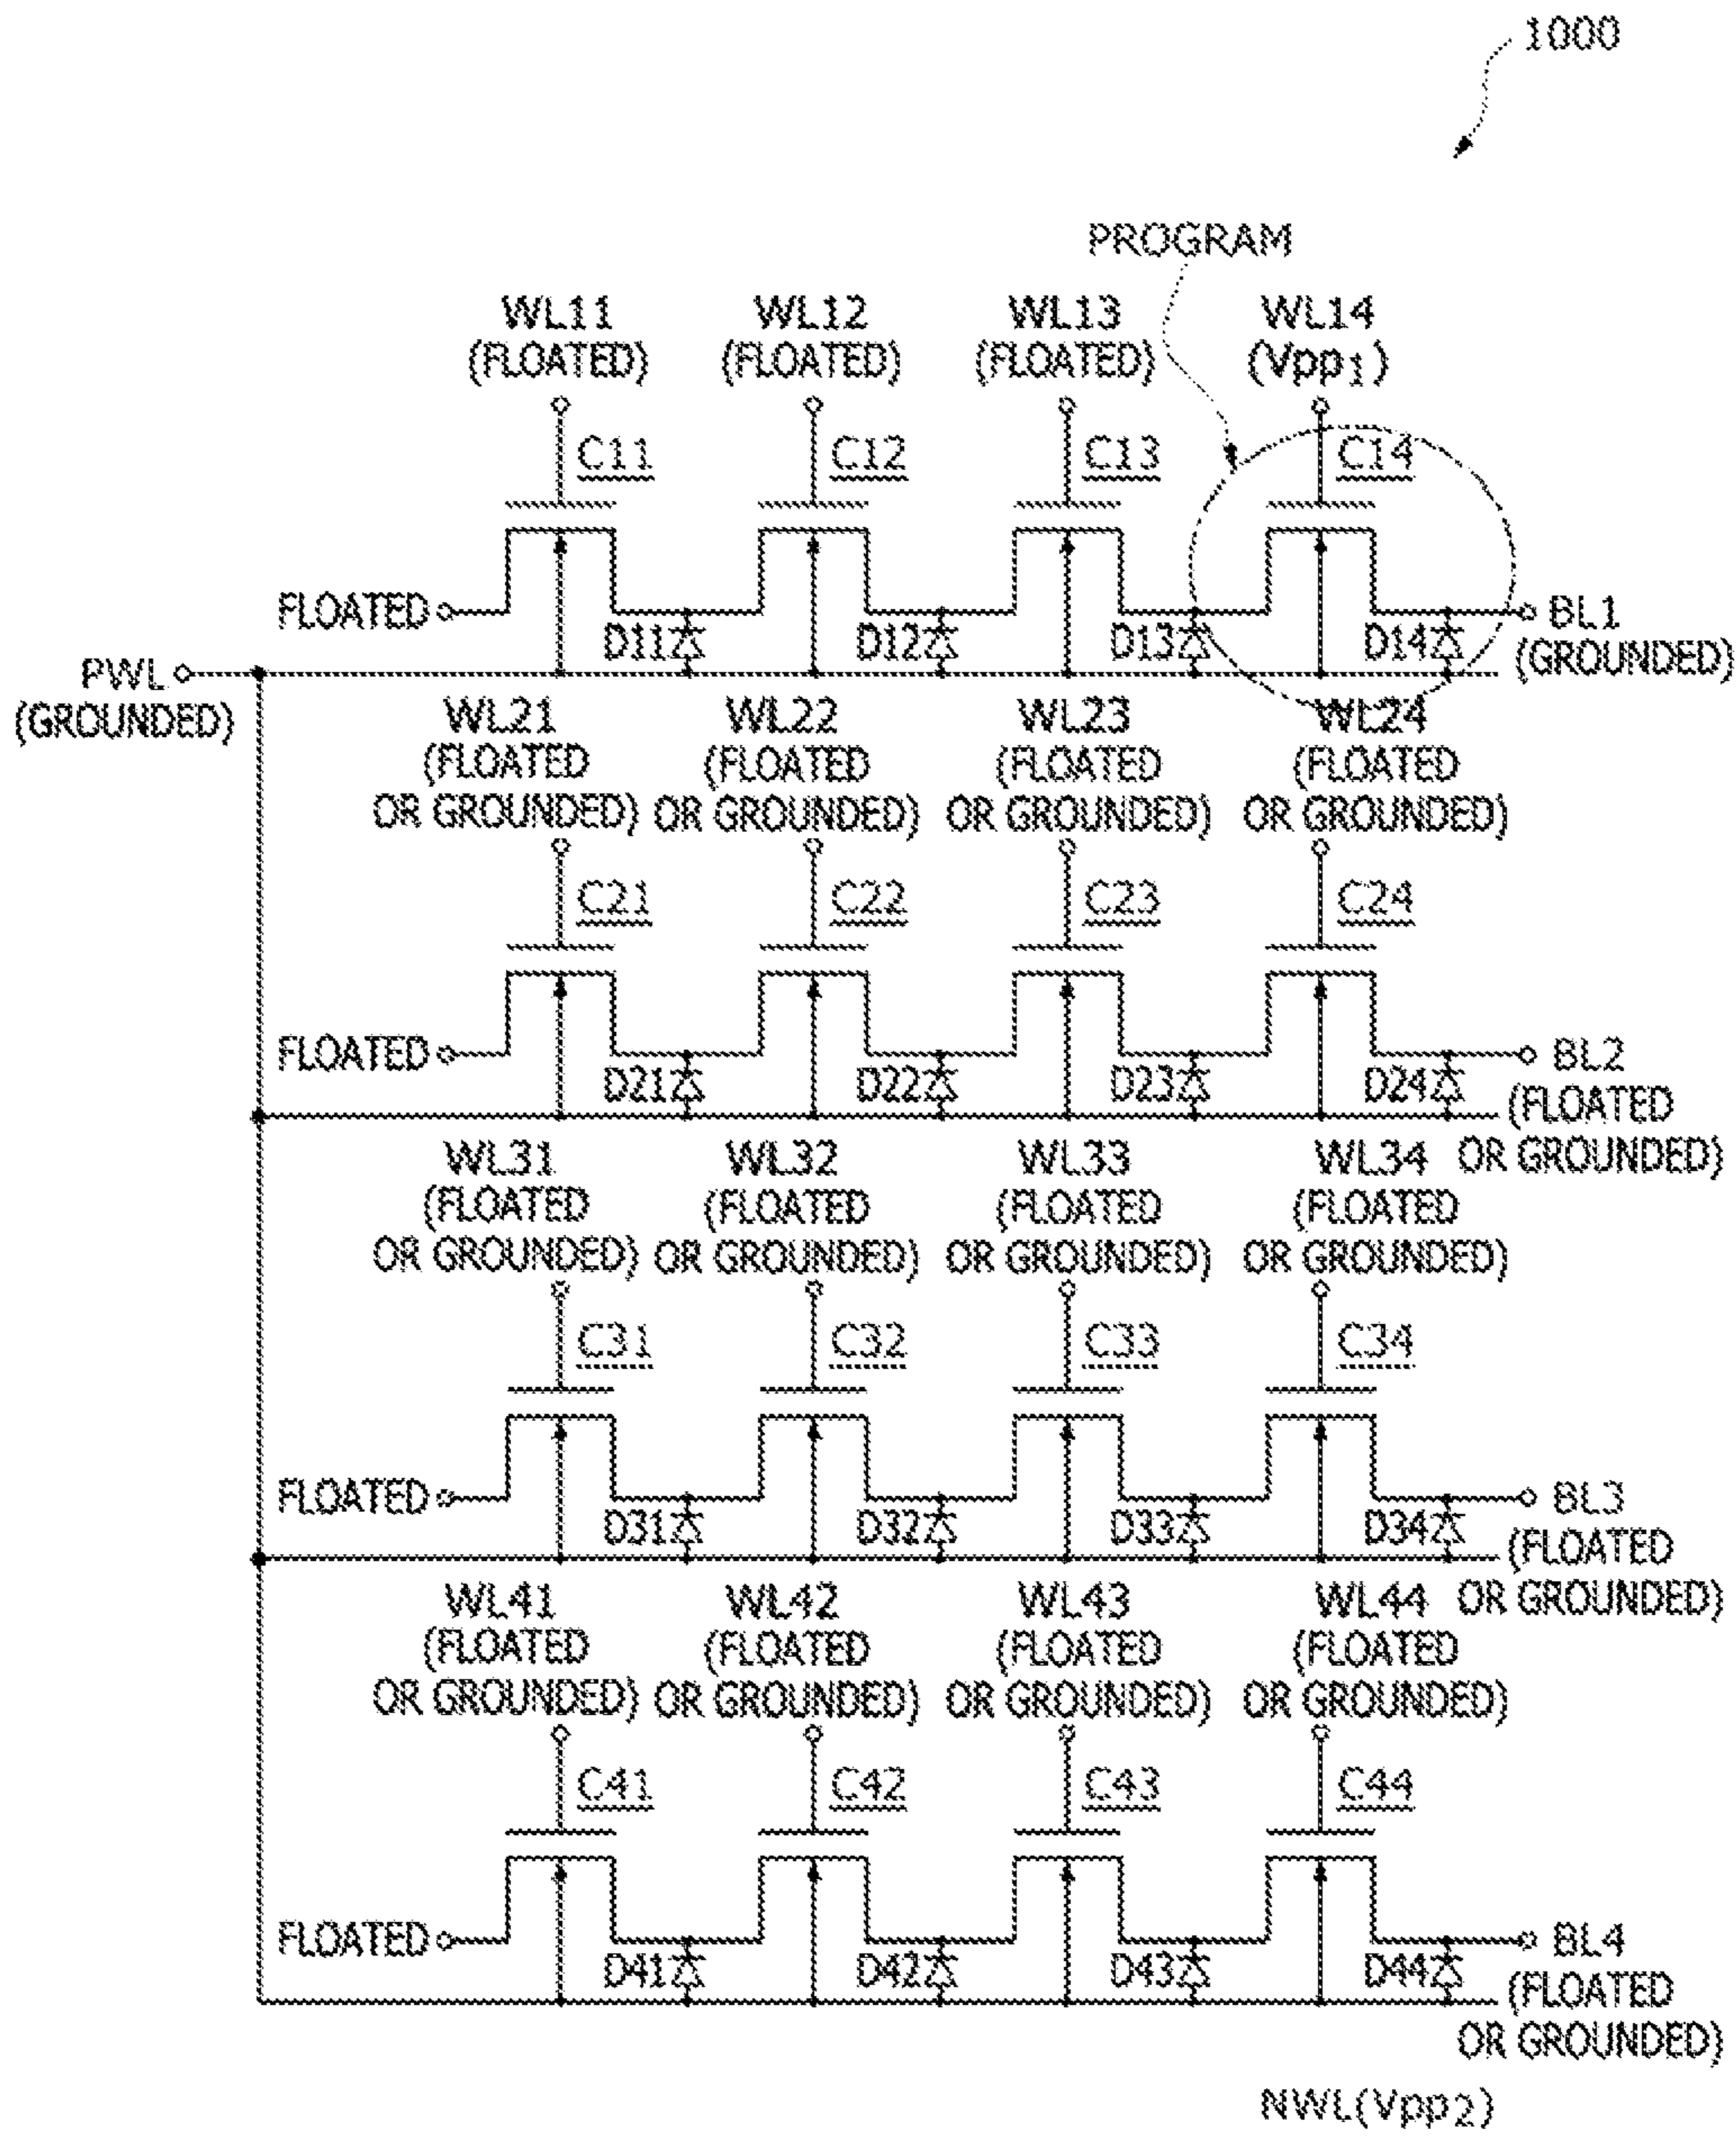 1000
PROGRAM
WL11 WL12 WL13 WL14
(FLOATED) (FLOATED) (FLOATED) (Vpp1)
C11 C12 C13 C14
FLOATED D11 D12 D13 D14 BL1
(GROUNDED)
PWL
(GROUNDED)
WL21 WL22 WL23 WL24
(FLOATED (FLOATED (FLOATED (FLOATED
OR GROUNDED) OR GROUNDED) OR GROUNDED) OR GROUNDED)
C21 C22 C23 C24
FLOATED D21 D22 D23 D24 BL2
(FLOATED
OR GROUNDED)
WL31 WL32 WL33 WL34
(FLOATED (FLOATED (FLOATED (FLOATED
OR GROUNDED) OR GROUNDED) OR GROUNDED) OR GROUNDED)
C31 C32 C33 C34
FLOATED D31 D32 D33 D34 BL3
(FLOATED
OR GROUNDED)
WL41 WL42 WL43 WL44
(FLOATED (FLOATED (FLOATED (FLOATED
OR GROUNDED) OR GROUNDED) OR GROUNDED) OR GROUNDED)
C41 C42 C43 C44
FLOATED D41 D42 D43 D44 BL4
(FLOATED
OR GROUNDED)
NWL(Vpp2)